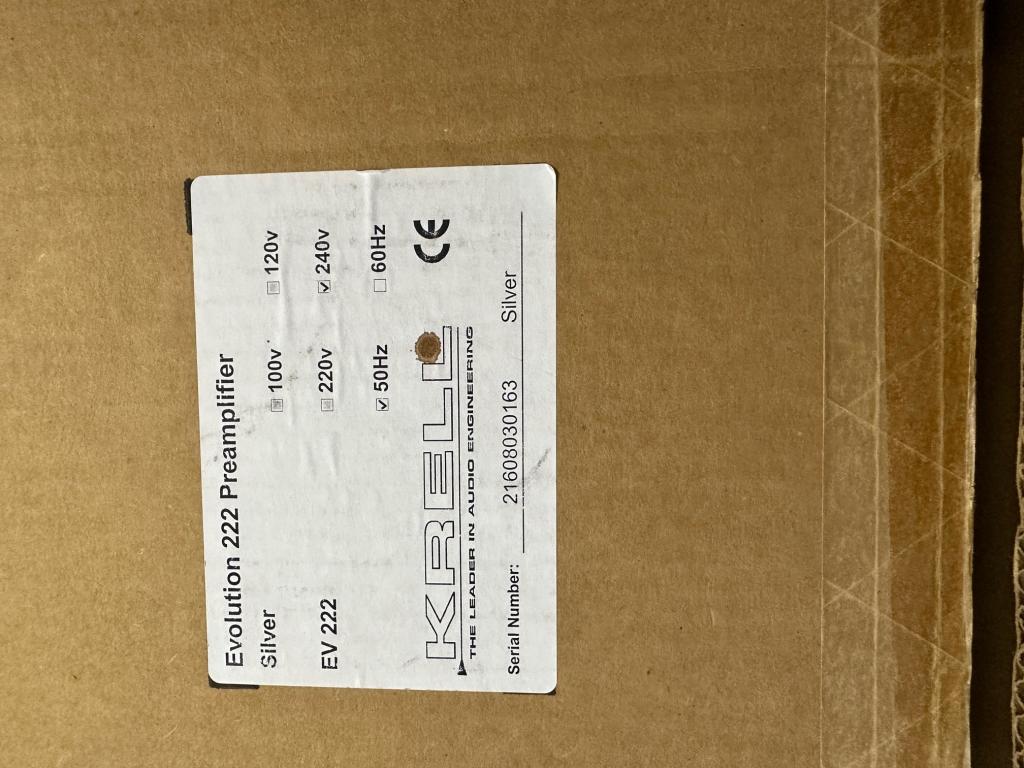 Evolution 222 Preamplifier
Silver
100v 120v
EV 222
220v 240v
50Hz 60Hz
KRELL
THE LEADER IN AUDIO ENGINEERING
CE
Serial Number: 21608030163 Silver